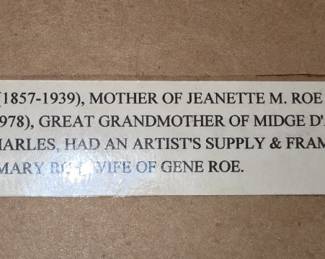 (1857-1939), MOTHER OF JEANETTE M. ROE
978), GREAT GRANDMOTHER OF MIDGE D'
HARLES, HAD AN ARTIST'S SUPPLY & FRAM
MARY WIFE OF GENE ROE.